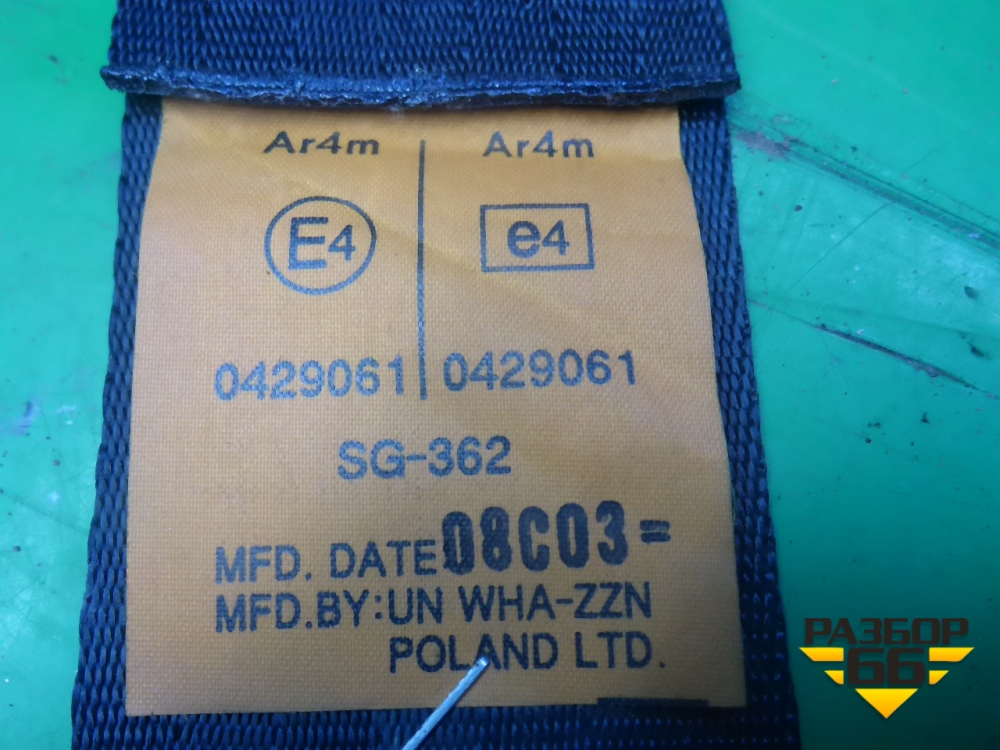 Ar4m Ar4m
E4 e4
0429061 0429061
SG-362
MFD. DATE 08C03=
MFD.BY:UN WHA-ZZN
POLAND LTD.
РАЗБОР
66